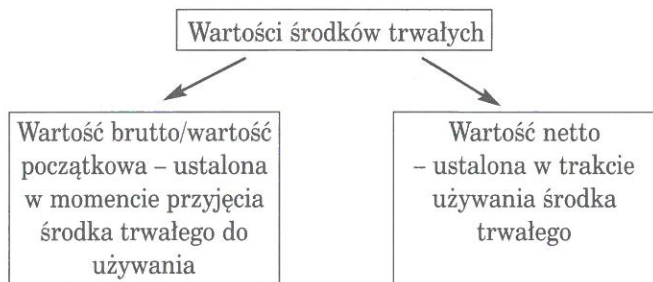 Wartości środków trwałych
Wartość brutto/wartość
początkowa – ustalona
w momencie przyjęcia
środka trwałego do
używania
Wartość netto
– ustalona w trakcie
używania środka
trwałego